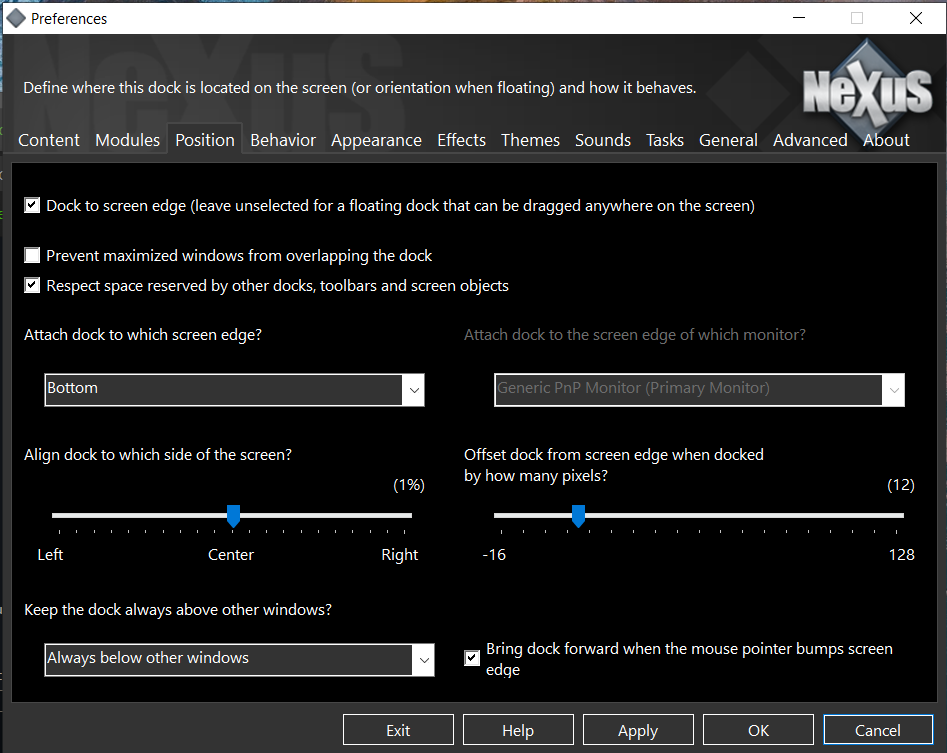 Preferences
NeXuS
Define where this dock is located on the screen (or orientation when floating) and how it behaves.
Content Modules Position Behavior Appearance Effects Themes Sounds Tasks General Advanced About
Dock to screen edge (leave unselected for a floating dock that can be dragged anywhere on the screen)
Prevent maximized windows from overlapping the dock
Respect space reserved by other docks, toolbars and screen objects
Attach dock to which screen edge?
Bottom
Attach dock to the screen edge of which monitor?
Generic PnP Monitor (Primary Monitor)
Align dock to which side of the screen?
(1%)
Left Center Right
Offset dock from screen edge when docked
by how many pixels?
(12)
-16 128
Keep the dock always above other windows?
Always below other windows
Bring dock forward when the mouse pointer bumps screen
edge
Exit Help Apply OK Cancel